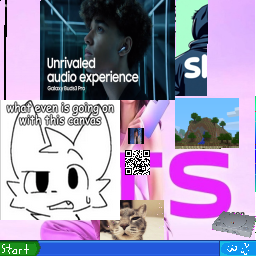 Unrivaled
audio experience
Galaxy Buds3 Pro
what even is going on
with this canvas
TS
Start